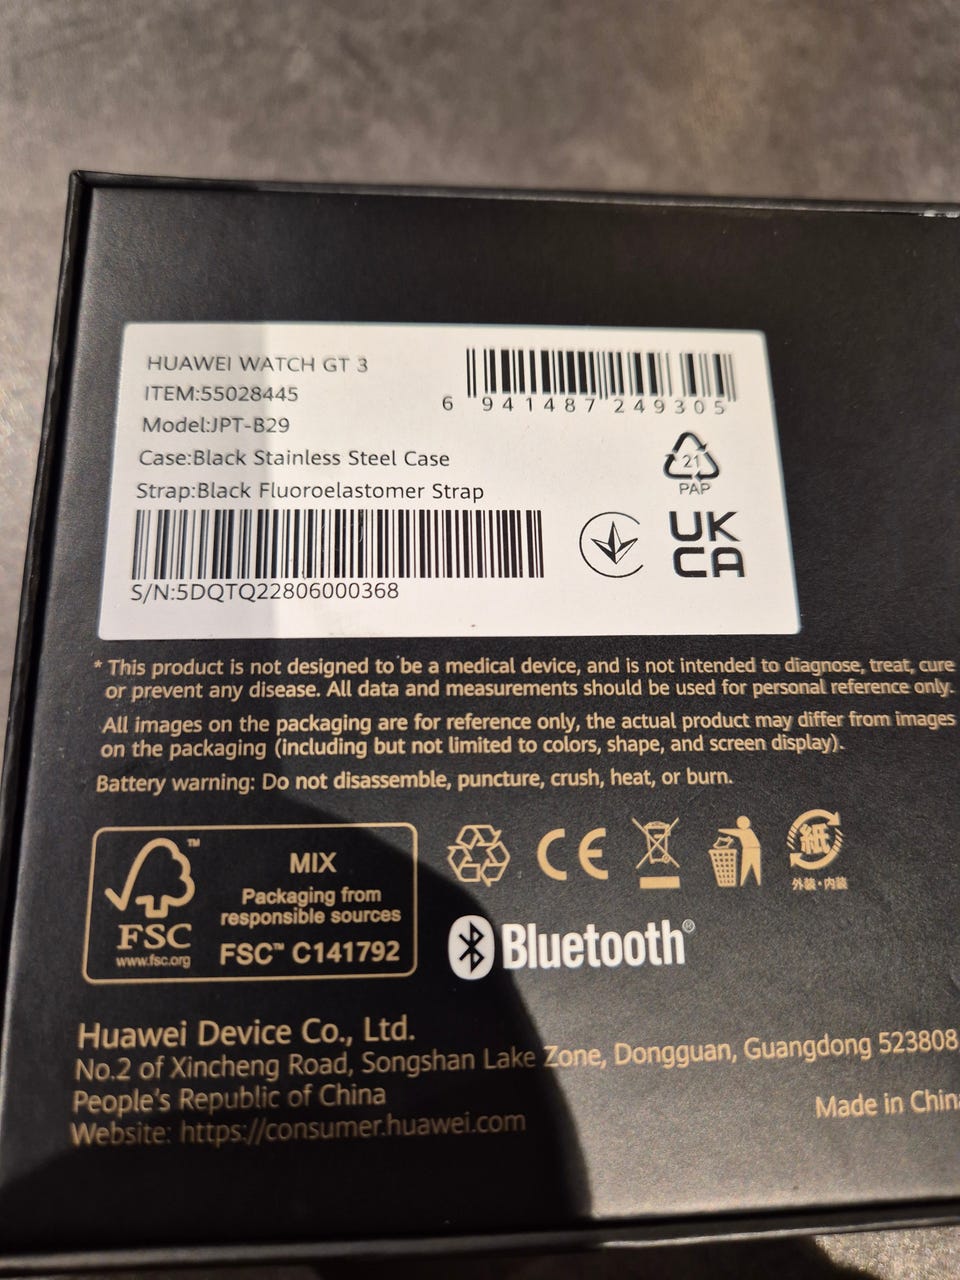 HUAWEI WATCH GT 3
ITEM:55028445
Model:JPT-B29
Case:Black Stainless Steel Case
Strap:Black Fluoroelastomer Strap
S/N:5DQTQ22806000368
6 941487 249305
21
PAP
UK
CA
* This product is not designed to be a medical device, and is not intended to diagnose, treat, cure
or prevent any disease. All data and measurements should be used for personal reference only.
All images on the packaging are for reference only, the actual product may differ from images
on the packaging (including but not limited to colors, shape, and screen display).
Battery warning: Do not disassemble, puncture, crush, heat, or burn.
FSC
www.fsc.org
™
MIX
Packaging from
responsible sources
FSC™ C141792
CE
紙
外装・内装
Bluetooth®
Huawei Device Co., Ltd.
No.2 of Xincheng Road, Songshan Lake Zone, Dongguan, Guangdong 523808
People's Republic of China
Website: https://consumer.huawei.com
Made in China